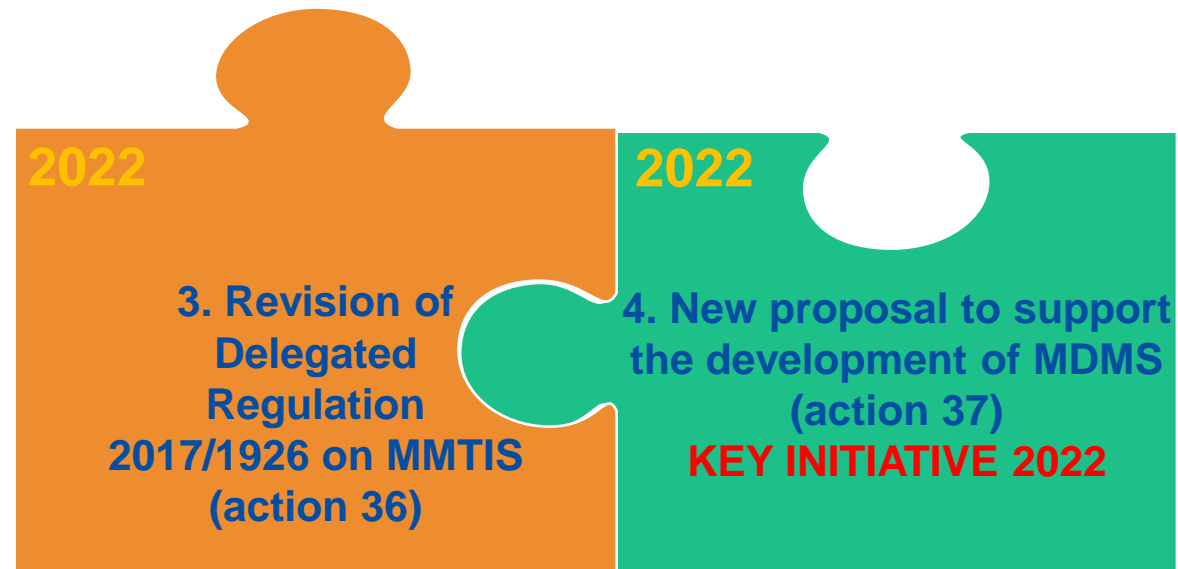 2022
3. Revision of
Delegated
Regulation
2017/1926 on MMTIS
(action 36)
2022
4. New proposal to support
the development of MDMS
(action 37)
KEY INITIATIVE 2022